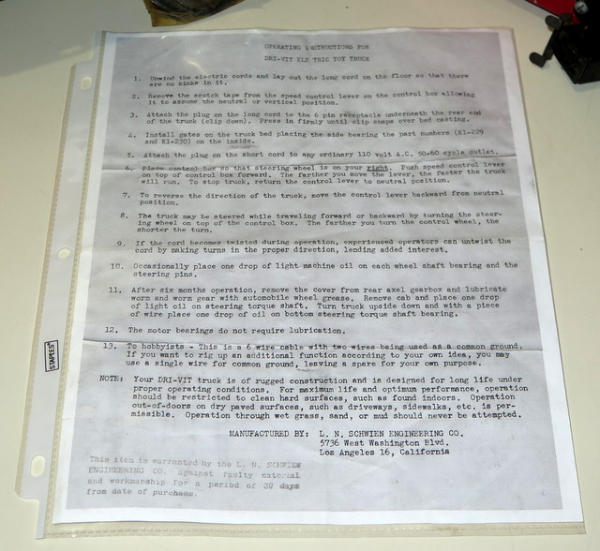 OPERATING INSTRUCTIONS FOR
DRI-VIT ELE TRIC TOY TRUCK
1. Unwind the electric cords and lay out the long cord on the floor so that there
are no kinks in it.
2. Remove the scotch tape from the speed control lever on the control box allowing
it to assume the neutral or vertical position.
3. Attach the plug on the long cord to the 6 pin receptacle underneath the rear end
of the truck (clip down). Press in firmly until clip snaps over bed casting.
4. Install gates on the truck bed placing the side bearing the part numbers (K1-229
and K1-230) on the inside.
5. Attach the plug on the short cord to any ordinary 110 volt A.C. 50-60 cycle outlet.
6. Place control box so that steering wheel is on your right. Push speed control lever
on top of control box forward. The farther you move the lever, the faster the truck
will run. To stop truck, return the control lever to neutral position.
7. To reverse the direction of the truck, move the control lever backward from neutral
position.
8. The truck may be steered while traveling forward or backward by turning the steer-
ing wheel on top of the control box. The farther you turn the control wheel, the
shorter the turn.
9. If the cord becomes twisted during operation, experienced operators can untwist the
cord by making turns in the proper direction, lending added interest.
10. Occasionally place one drop of light machine oil on each wheel shaft bearing and the
steering pins.
11. After six months operation, remove the cover from rear axel gearbox and lubricate
worm and worm gear with automobile wheel grease. Remove cab and place one drop
of light oil on steering torque shaft. Turn truck upside down and with a piece
of wire place one drop of oil on bottom steering torque shaft bearing.
12. The motor bearings do not require lubrication.
13. To hobbyists - This is a 6 wire cable with two wires being used as a common ground.
If you want to rig up an additional function according to your own idea, you may
use a single wire for common ground, leaving a spare for your own purpose.
NOTE: Your DRI-VIT truck is of rugged construction and is designed for long life under
proper operating conditions. For maximum life and optimum performance, operation
should be restricted to clean hard surfaces, such as found indoors. Operation
out-of-doors on dry paved surfaces, such as driveways, sidewalks, etc. is per-
missible. Operation through wet grass, sand, or mud should never be attempted.
MANUFACTURED BY: L. N. SCHWIEN ENGINEERING CO.
5736 West Washington Blvd.
Los Angeles 16, California
This item is warranted by the L. N. SCHWIEN
ENGINEERING CO. against faulty material
and workmanship for a period of 30 days
from date of purchase.
STAPLES